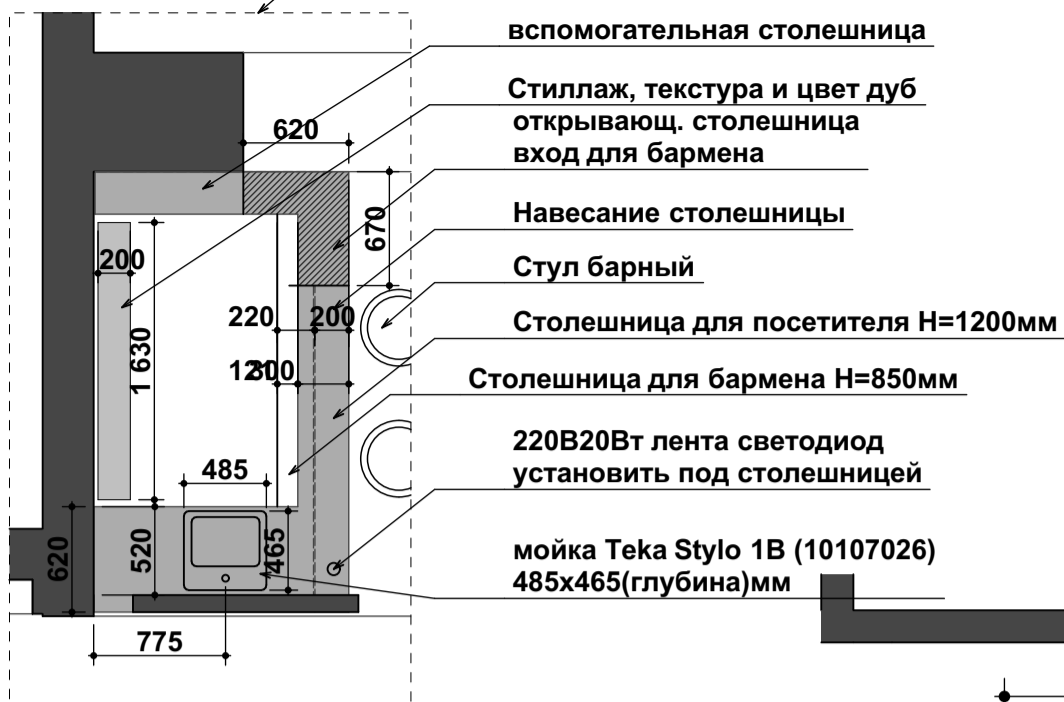 вспомогательная столешница
Стиллаж, текстура и цвет дуб
открывающ. столешница
вход для бармена
620
670
Навесание столешницы
200
Стул барный
220
200
Столешница для посетителя H=1200мм
1 630
300
Столешница для бармена H=850мм
220В20Вт лента светодиод
установить под столешницей
485
465
520
620
мойка Teka Stylo 1B (10107026)
485x465(глубина)мм
775